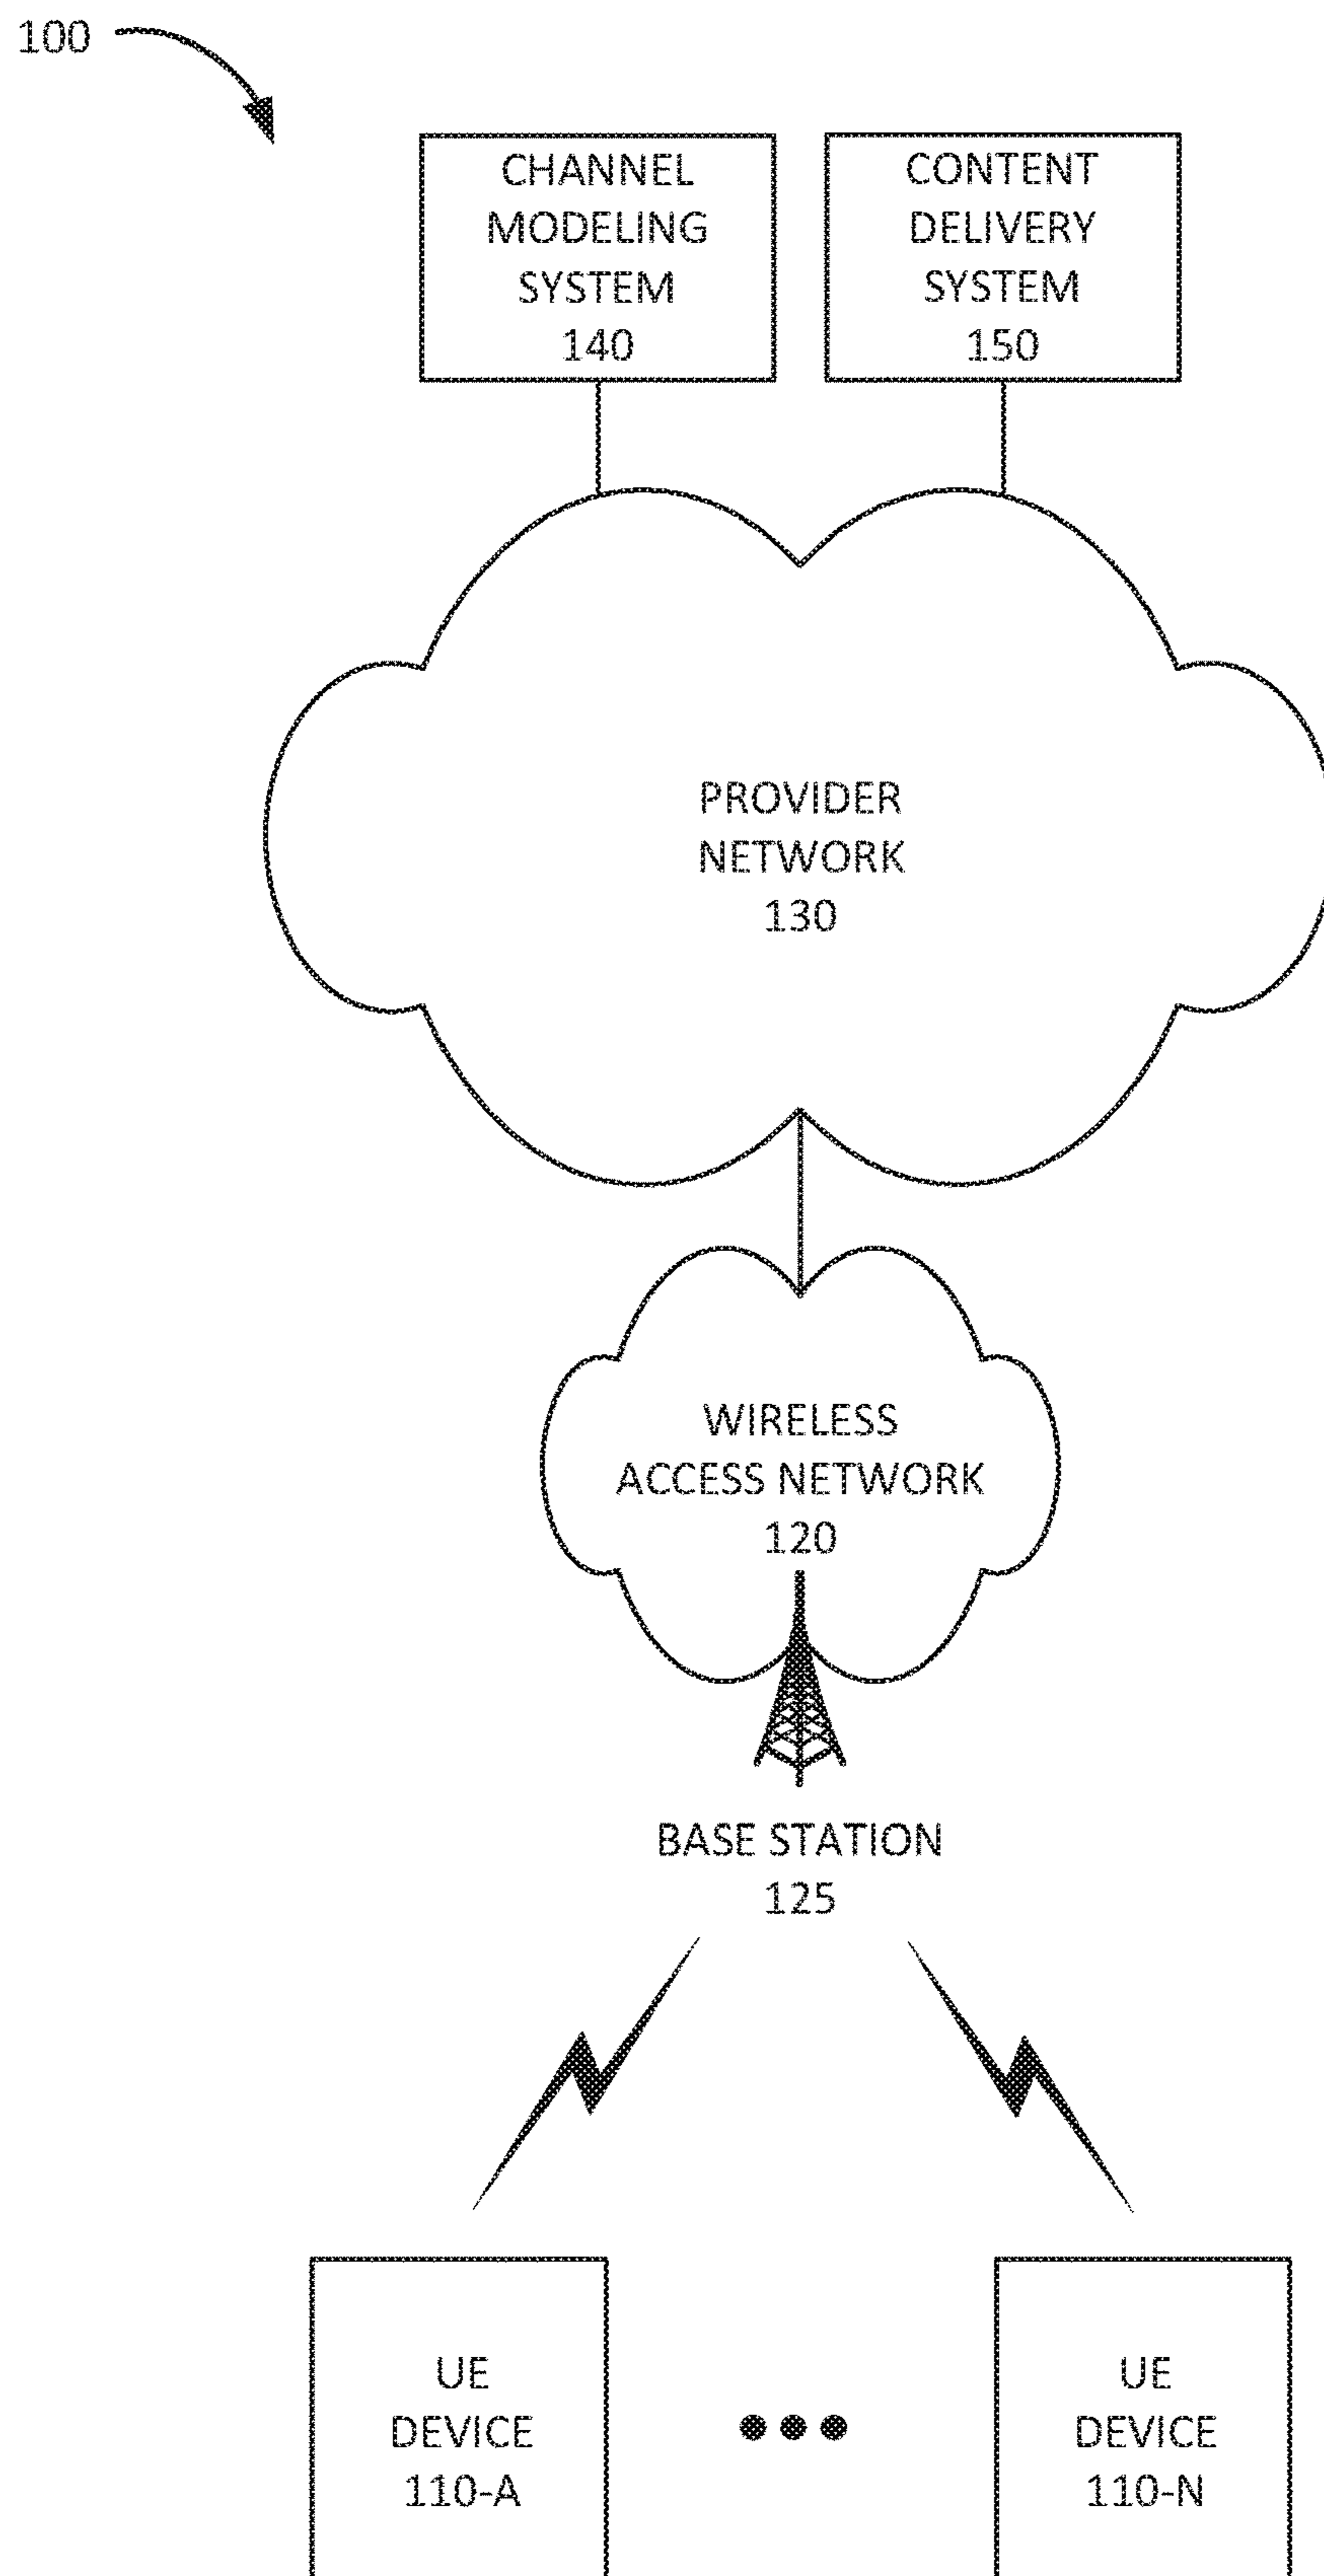 100
CHANNEL
MODELING
SYSTEM
140
CONTENT
DELIVERY
SYSTEM
150
PROVIDER
NETWORK
130
WIRELESS
ACCESS NETWORK
120
BASE STATION
125
UE
DEVICE
110-A
UE
DEVICE
110-N